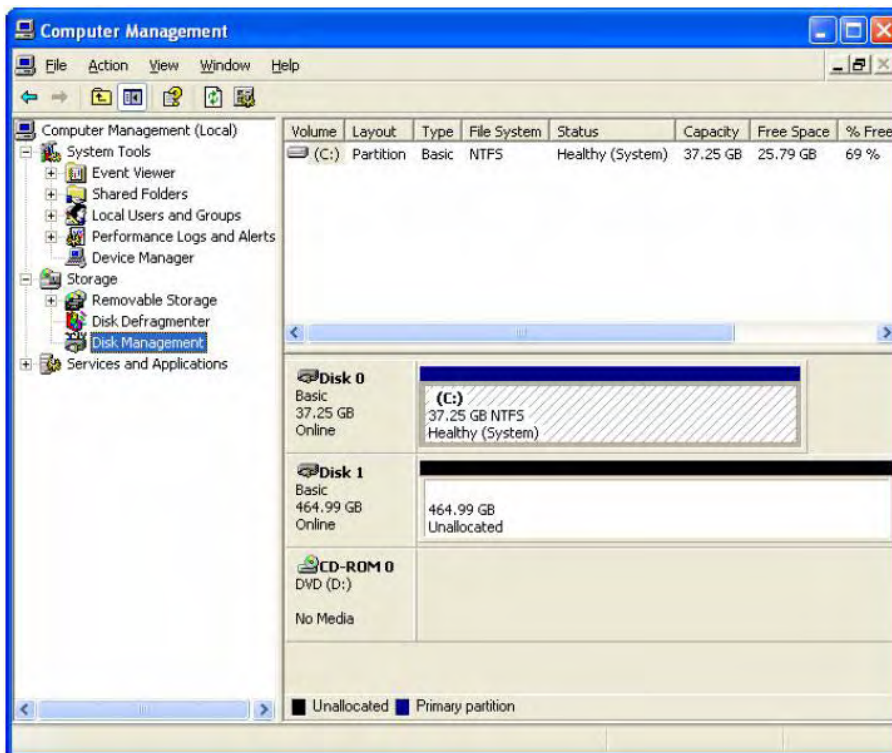 Computer Management
File Action View Window Help
Computer Management (Local)
System Tools
Event Viewer
Shared Folders
Local Users and Groups
Performance Logs and Alerts
Device Manager
Storage
Removable Storage
Disk Defragmenter
Disk Management
Services and Applications
Volume Layout Type File System Status Capacity Free Space % Free
(C:) Partition Basic NTFS Healthy (System) 37.25 GB 25.79 GB 69 %
Disk 0
Basic
37.25 GB
Online
(C:)
37.25 GB NTFS
Healthy (System)
Disk 1
Basic
464.99 GB
Online
464.99 GB
Unallocated
CD-ROM 0
DVD (D:)
No Media
Unallocated Primary partition